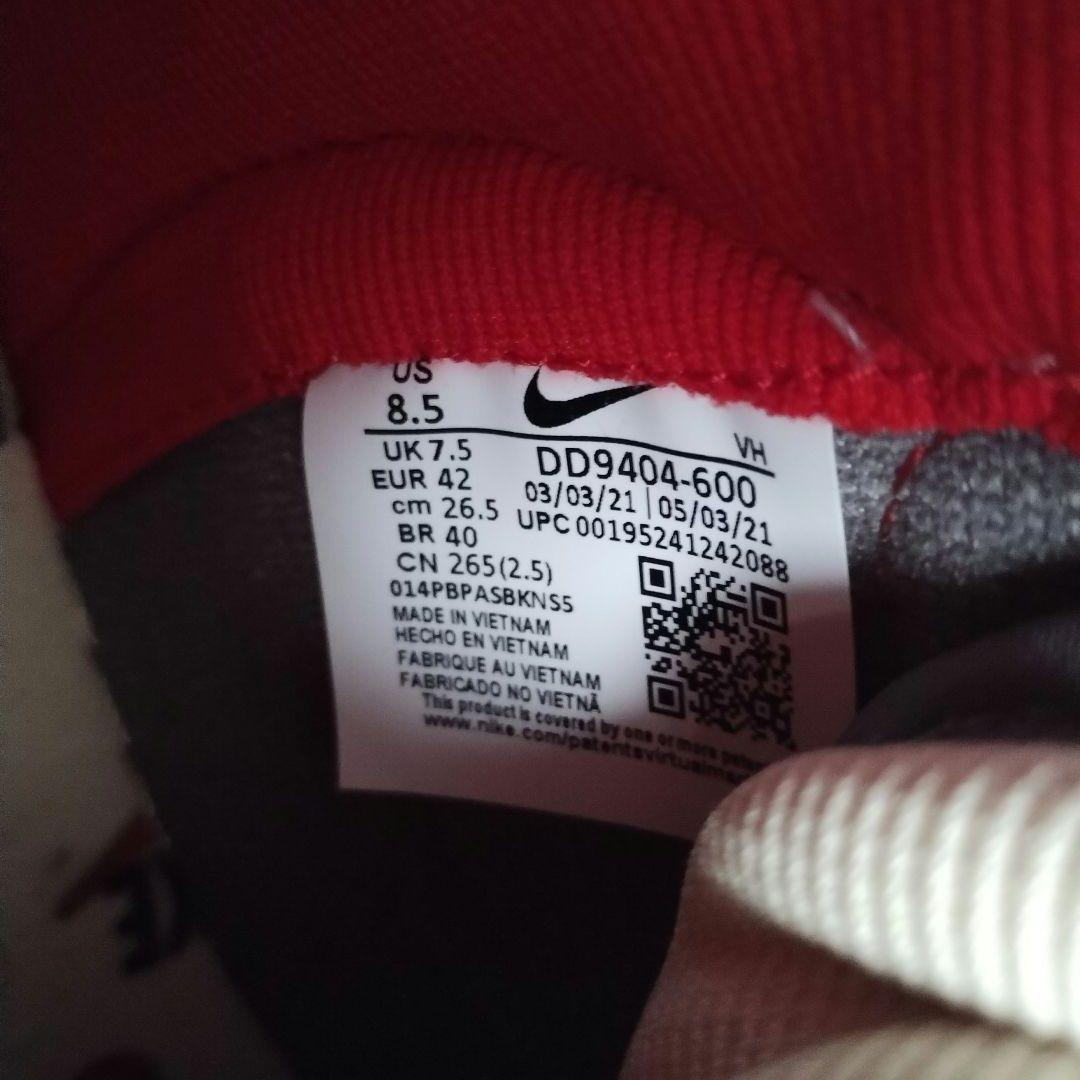 US
8.5
VH
UK 7.5
EUR 42
cm 26.5
BR 40
CN 265(2.5)
DD9404-600
03/03/21 | 05/03/21
UPC 00195241242088
014PBPASBKNS5
MADE IN VIETNAM
HECHO EN VIETNAM
FABRIQUE AU VIETNAM
FABRICADO NO VIETNÃ
This product is covered by one or more
www.nike.com/patentsvirtual